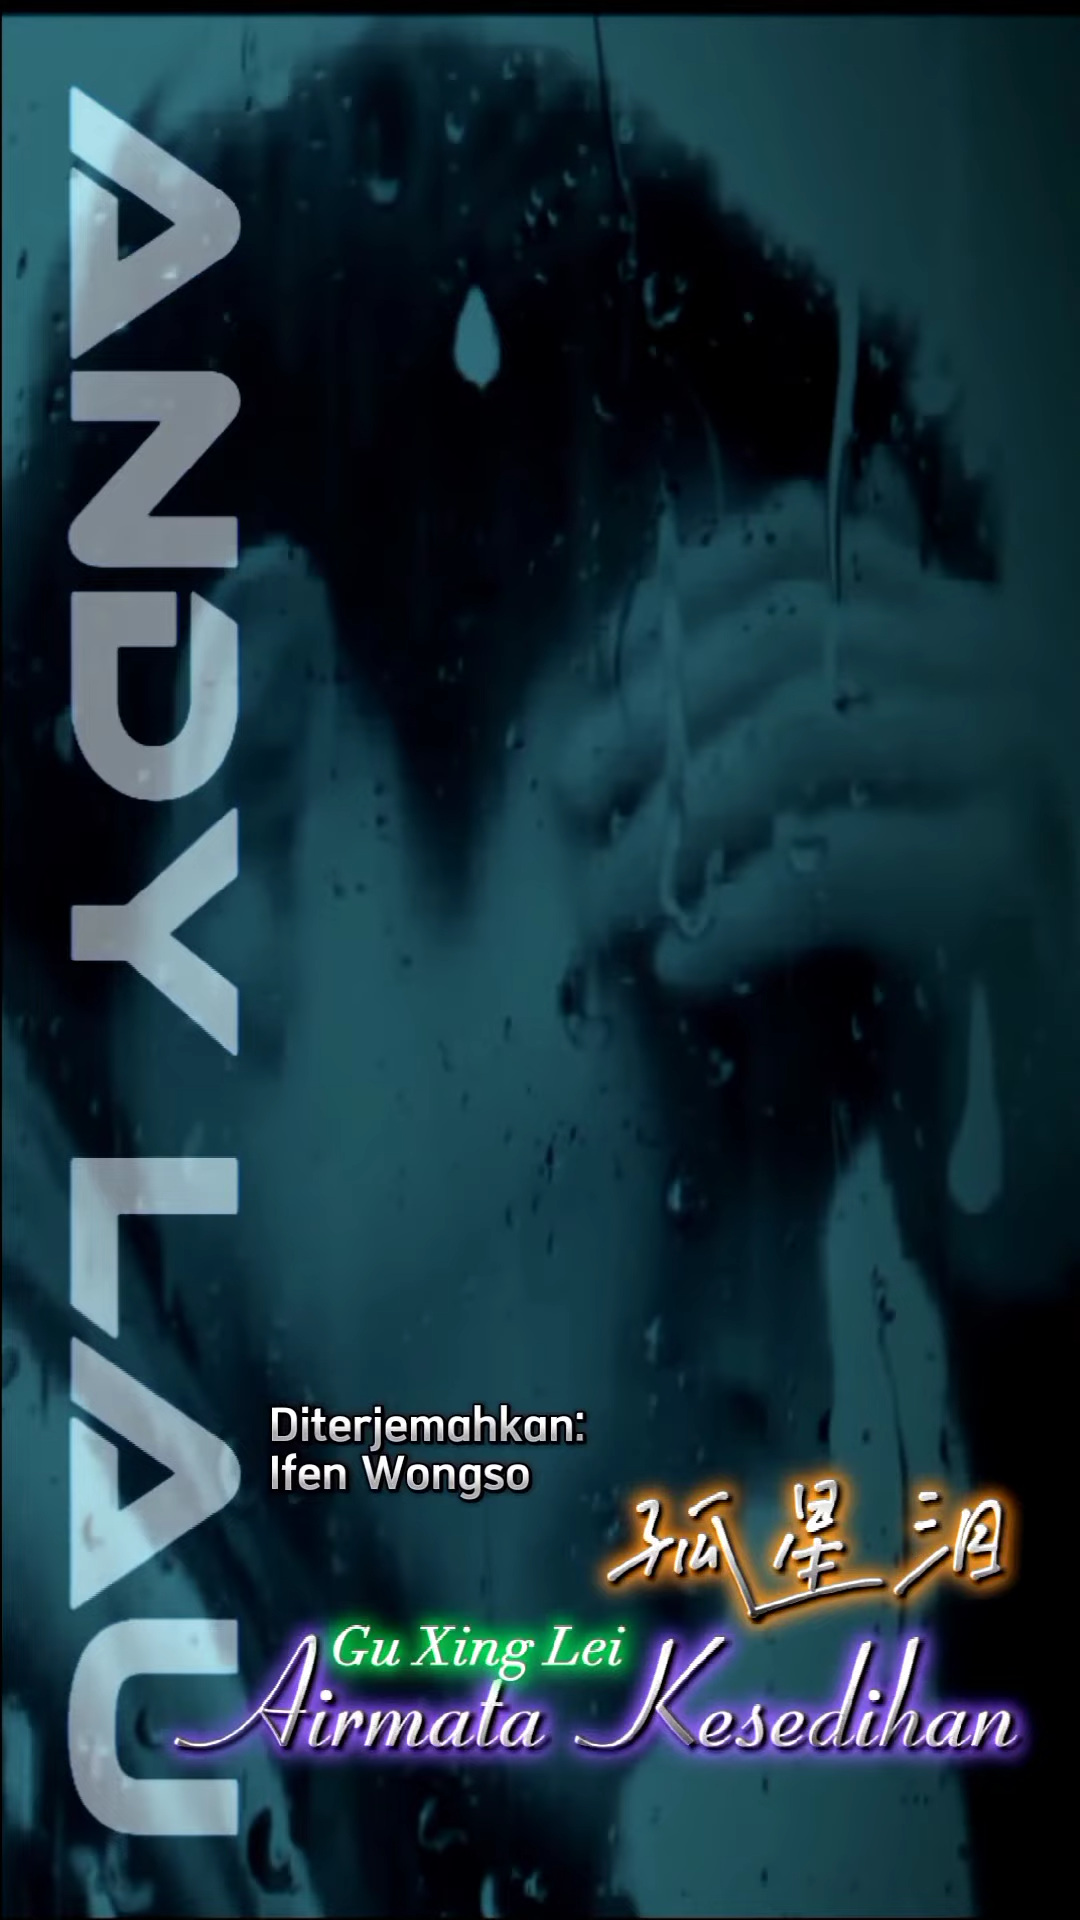 ANDY LAU
Diterjemahkan:
Ifen Wongso
孤星泪
Gu Xing Lei
Airmata Kesedihan